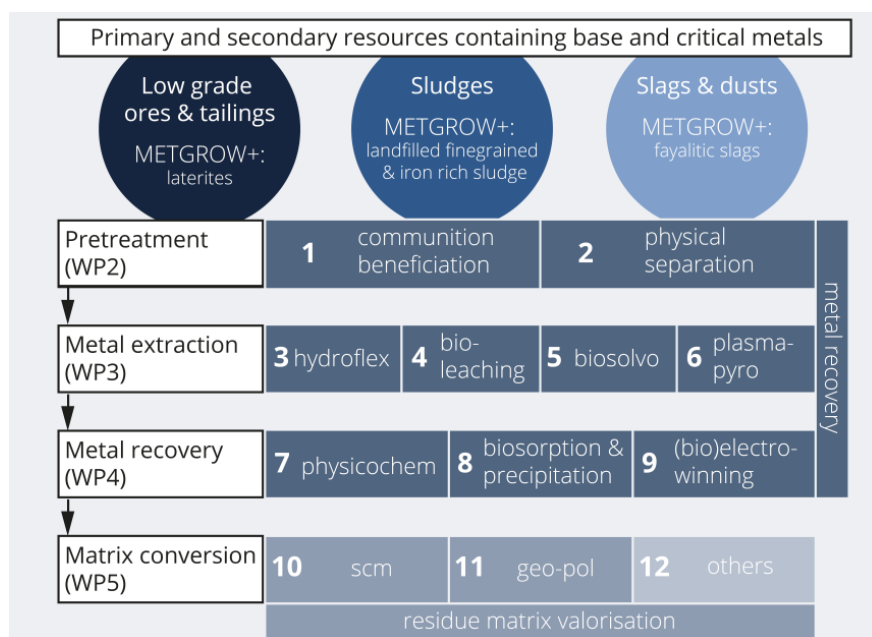 Primary and secondary resources containing base and critical metals
Low grade
ores & tailings
METGROW+:
laterites
Sludges
METGROW+:
landfilled finegrained
& iron rich sludge
Slags & dusts
METGROW+:
fayalitic slags
Pretreatment
(WP2)
1 communition
beneficiation
2 physical
separation
metal recovery
Metal extraction
(WP3)
3 hydroflex
4 bio-
leaching
5 biosolvo
6 plasma-
pyro
Metal recovery
(WP4)
7 physicochem
8 biosorption &
precipitation
9 (bio)electro-
winning
Matrix conversion
(WP5)
10 scm
11 geo-pol
12 others
residue matrix valorisation